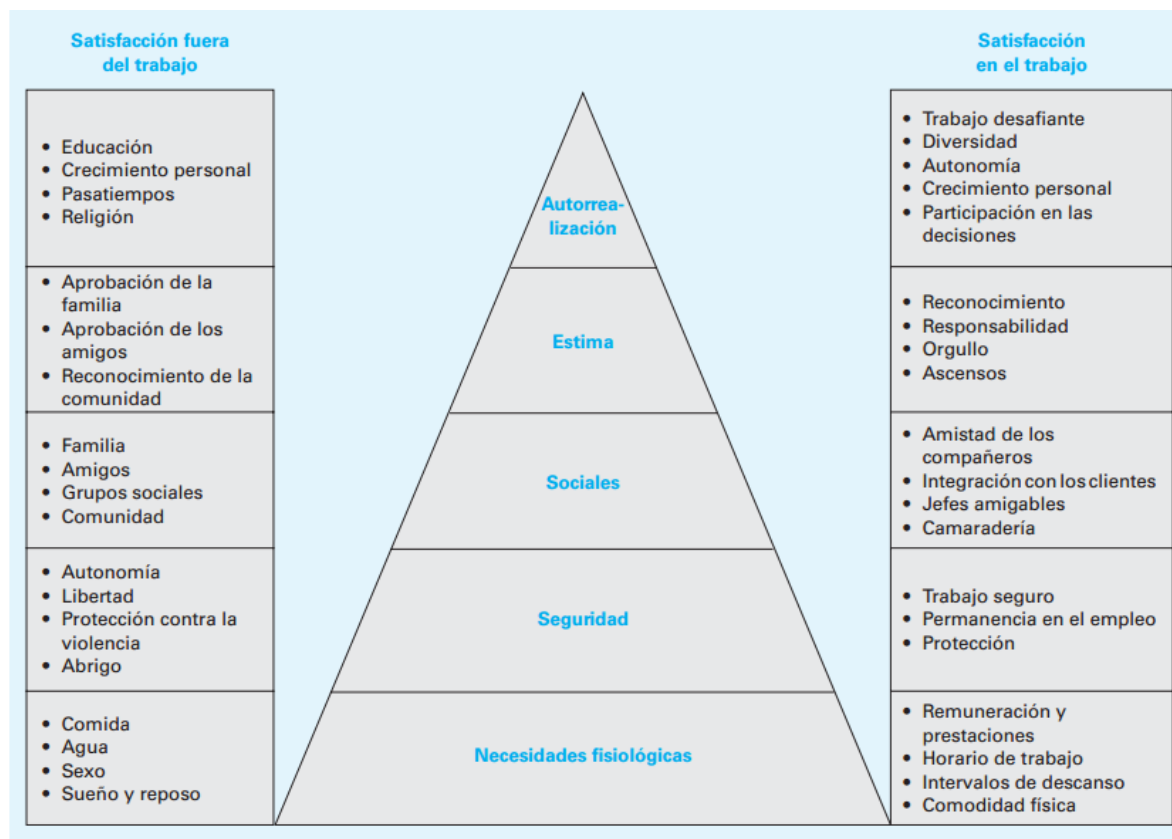 Satisfacción fuera
del trabajo
• Educación
• Crecimiento personal
• Pasatiempos
• Religión
• Aprobación de la
familia
• Aprobación de los
amigos
• Reconocimiento de la
comunidad
• Familia
• Amigos
• Grupos sociales
• Comunidad
• Autonomía
• Libertad
• Protección contra la
violencia
• Abrigo
• Comida
• Agua
• Sexo
• Sueño y reposo
Autorrea-
lización
Estima
Sociales
Seguridad
Necesidades fisiológicas
Satisfacción
en el trabajo
• Trabajo desafiante
• Diversidad
• Autonomía
• Crecimiento personal
• Participación en las
decisiones
• Reconocimiento
• Responsabilidad
• Orgullo
• Ascensos
• Amistad de los
compañeros
• Integración con los clientes
• Jefes amigables
• Camaradería
• Trabajo seguro
• Permanencia en el empleo
• Protección
• Remuneración y
prestaciones
• Horario de trabajo
• Intervalos de descanso
• Comodidad física